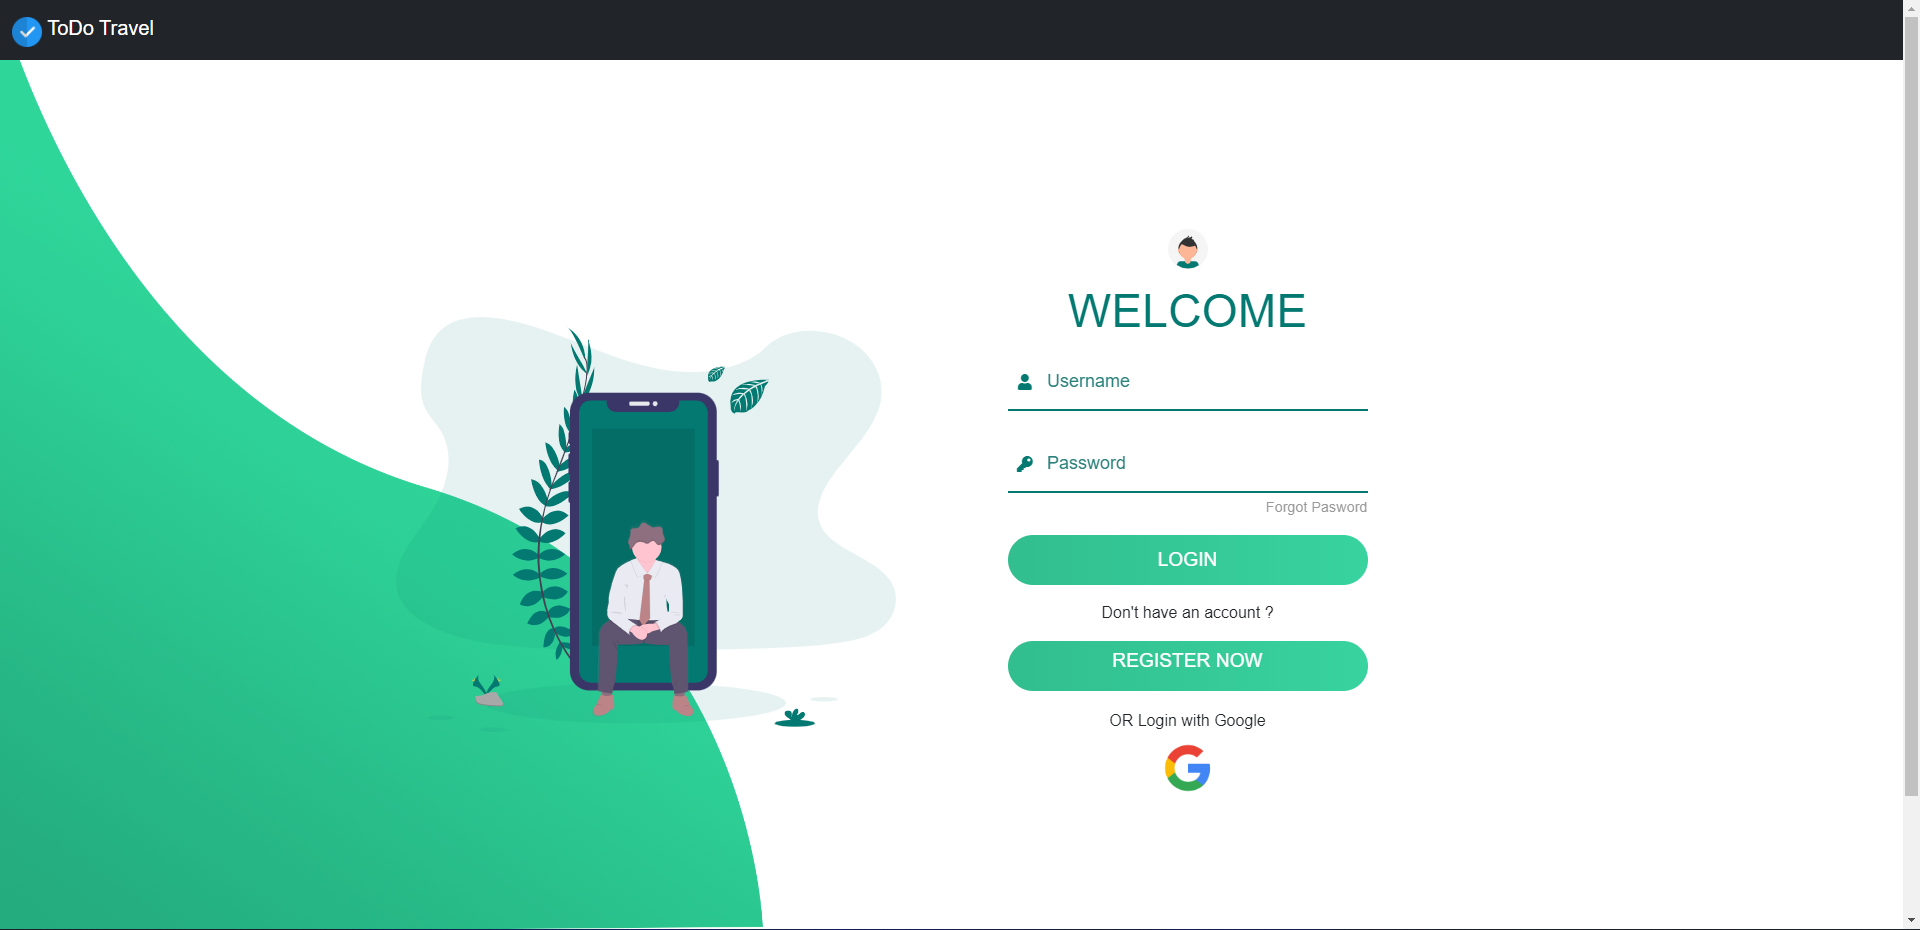 ToDo Travel
WELCOME
Username
Password
Forgot Pasword
LOGIN
Don't have an account ?
REGISTER NOW
OR Login with Google